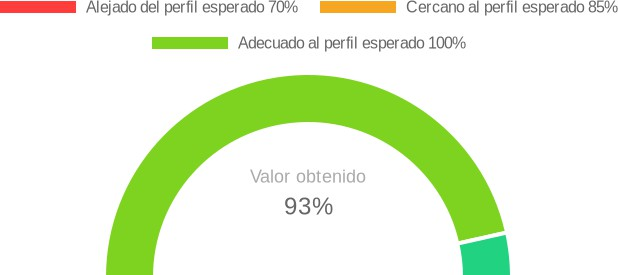 Alejado del perfil esperado 70% Cercano al perfil esperado 85%
Adecuado al perfil esperado 100%
Valor obtenido
93%